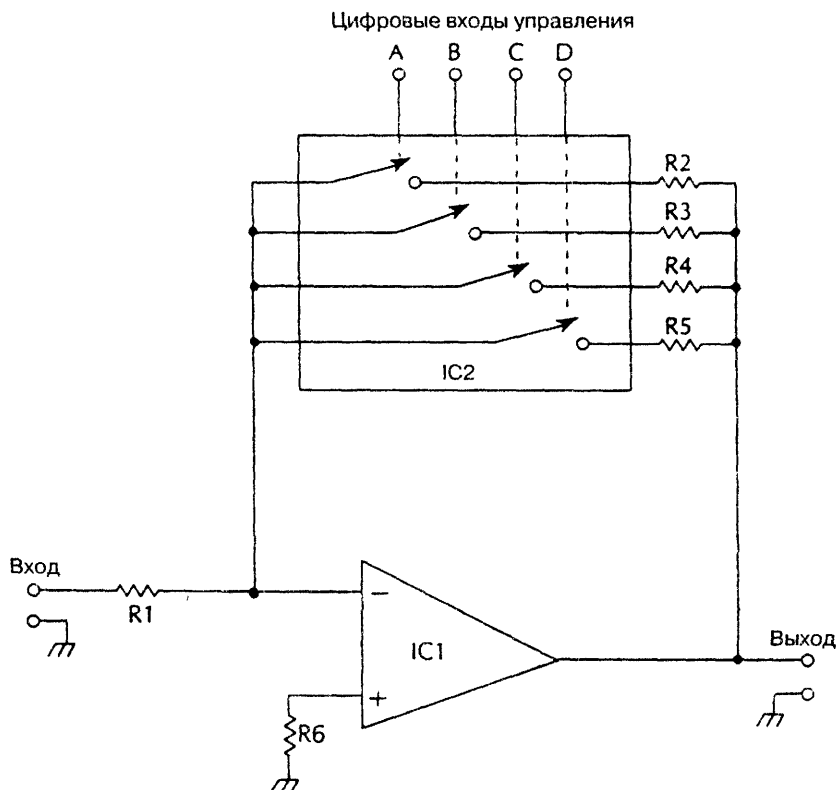 Цифровые входы управления
A B C D
R2
R3
R4
R5
IC2
Вход
R1
−
IC1
Выход
+
R6